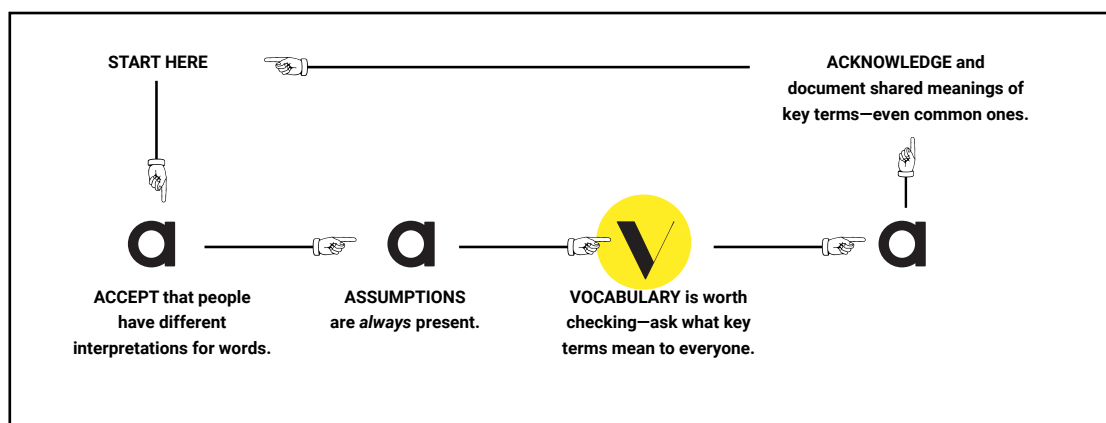 START HERE
ACKNOWLEDGE and
document shared meanings of
key terms—even common ones.
a
a
v
a
ACCEPT that people
have different
interpretations for words.
ASSUMPTIONS
are always present.
VOCABULARY is worth
checking—ask what key
terms mean to everyone.